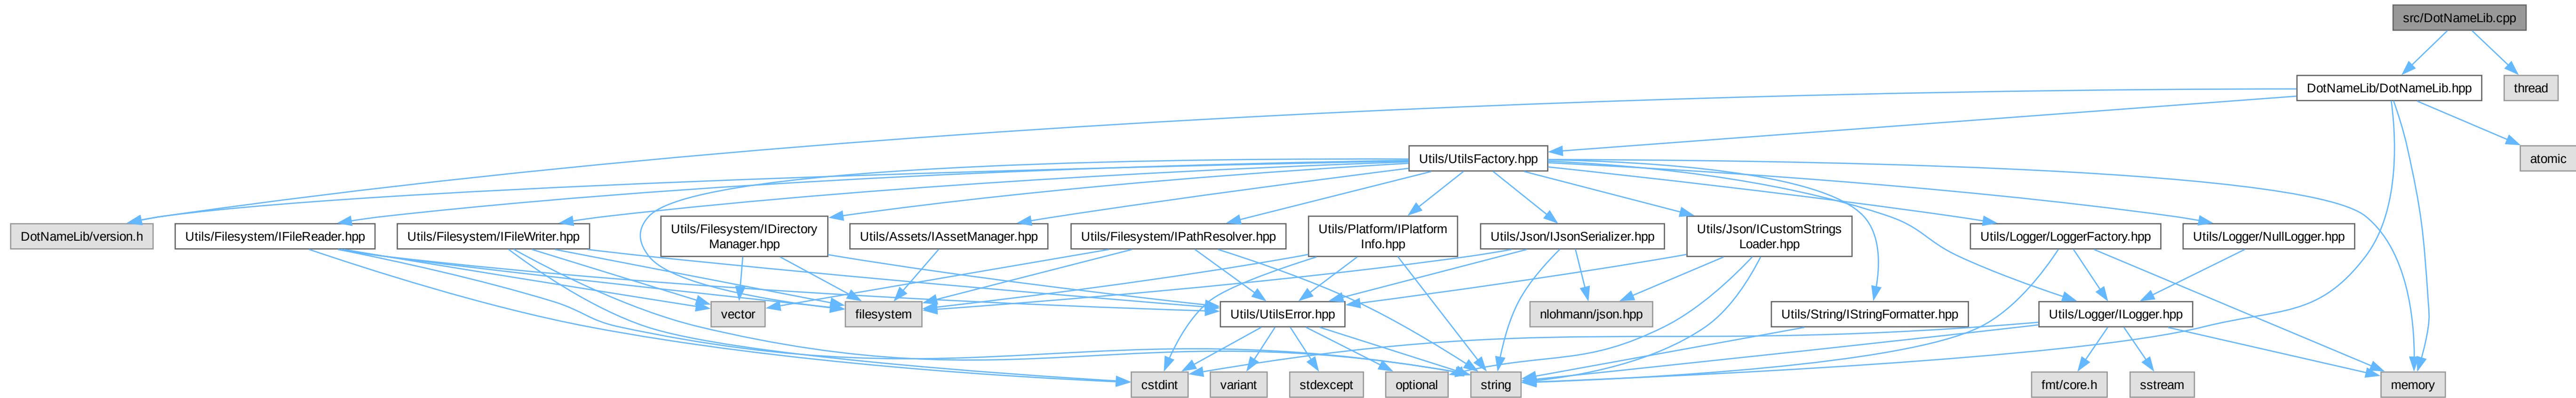 src/DotNameLib.cpp
DotNameLib/DotNameLib.hpp
thread
Utils/UtilsFactory.hpp
atomic
DotNameLib/version.h
Utils/Filesystem/IFileReader.hpp
Utils/Filesystem/IFileWriter.hpp
Utils/Filesystem/IDirectory
Manager.hpp
Utils/Assets/IAssetManager.hpp
Utils/Filesystem/IPathResolver.hpp
Utils/Platform/IPlatform
Info.hpp
Utils/Json/IJsonSerializer.hpp
Utils/Json/ICustomStrings
Loader.hpp
Utils/Logger/LoggerFactory.hpp
Utils/Logger/NullLogger.hpp
vector
filesystem
Utils/UtilsError.hpp
nlohmann/json.hpp
Utils/String/IStringFormatter.hpp
Utils/Logger/ILogger.hpp
cstdint
variant
stdexcept
optional
string
fmt/core.h
sstream
memory